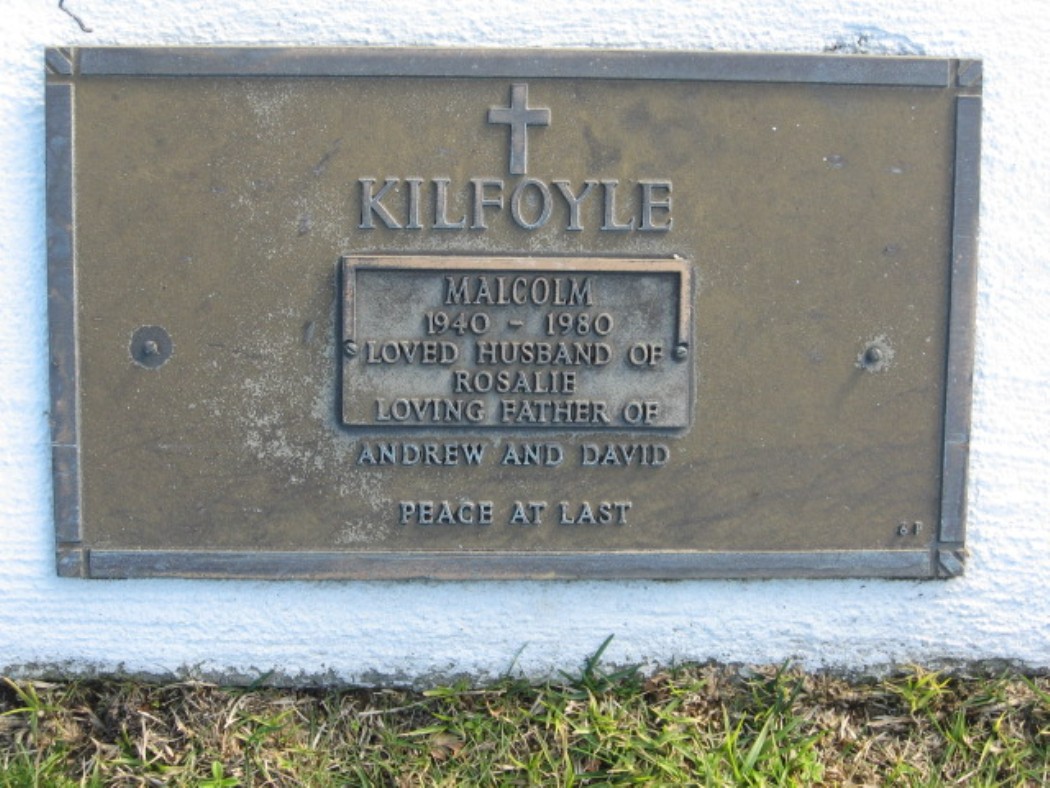 KILFOYLE
MALCOLM
1940 - 1980
LOVED HUSBAND OF
ROSALIE
LOVING FATHER OF
ANDREW AND DAVID
PEACE AT LAST